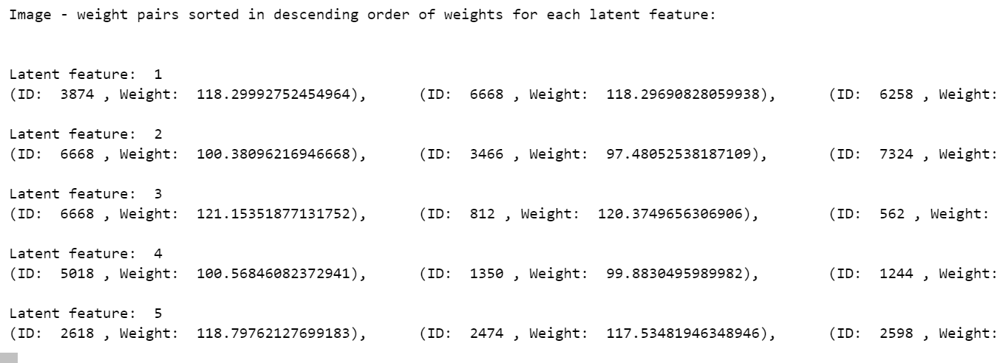 Image - weight pairs sorted in descending order of weights for each latent feature:
Latent feature:  1
(ID:  3874 , Weight:  118.29992752454964),      (ID:  6668 , Weight:  118.29690828059938),      (ID:  6258 , Weight:
Latent feature:  2
(ID:  6668 , Weight:  100.38096216946668),      (ID:  3466 , Weight:  97.48052538187109),       (ID:  7324 , Weight:
Latent feature:  3
(ID:  6668 , Weight:  121.15351877131752),      (ID:  812 , Weight:  120.3749656306906),        (ID:  562 , Weight:
Latent feature:  4
(ID:  5018 , Weight:  100.56846082372941),      (ID:  1350 , Weight:  99.8830495989982),        (ID:  1244 , Weight:
Latent feature:  5
(ID:  2618 , Weight:  118.79762127699183),      (ID:  2474 , Weight:  117.53481946348946),      (ID:  2598 , Weight: